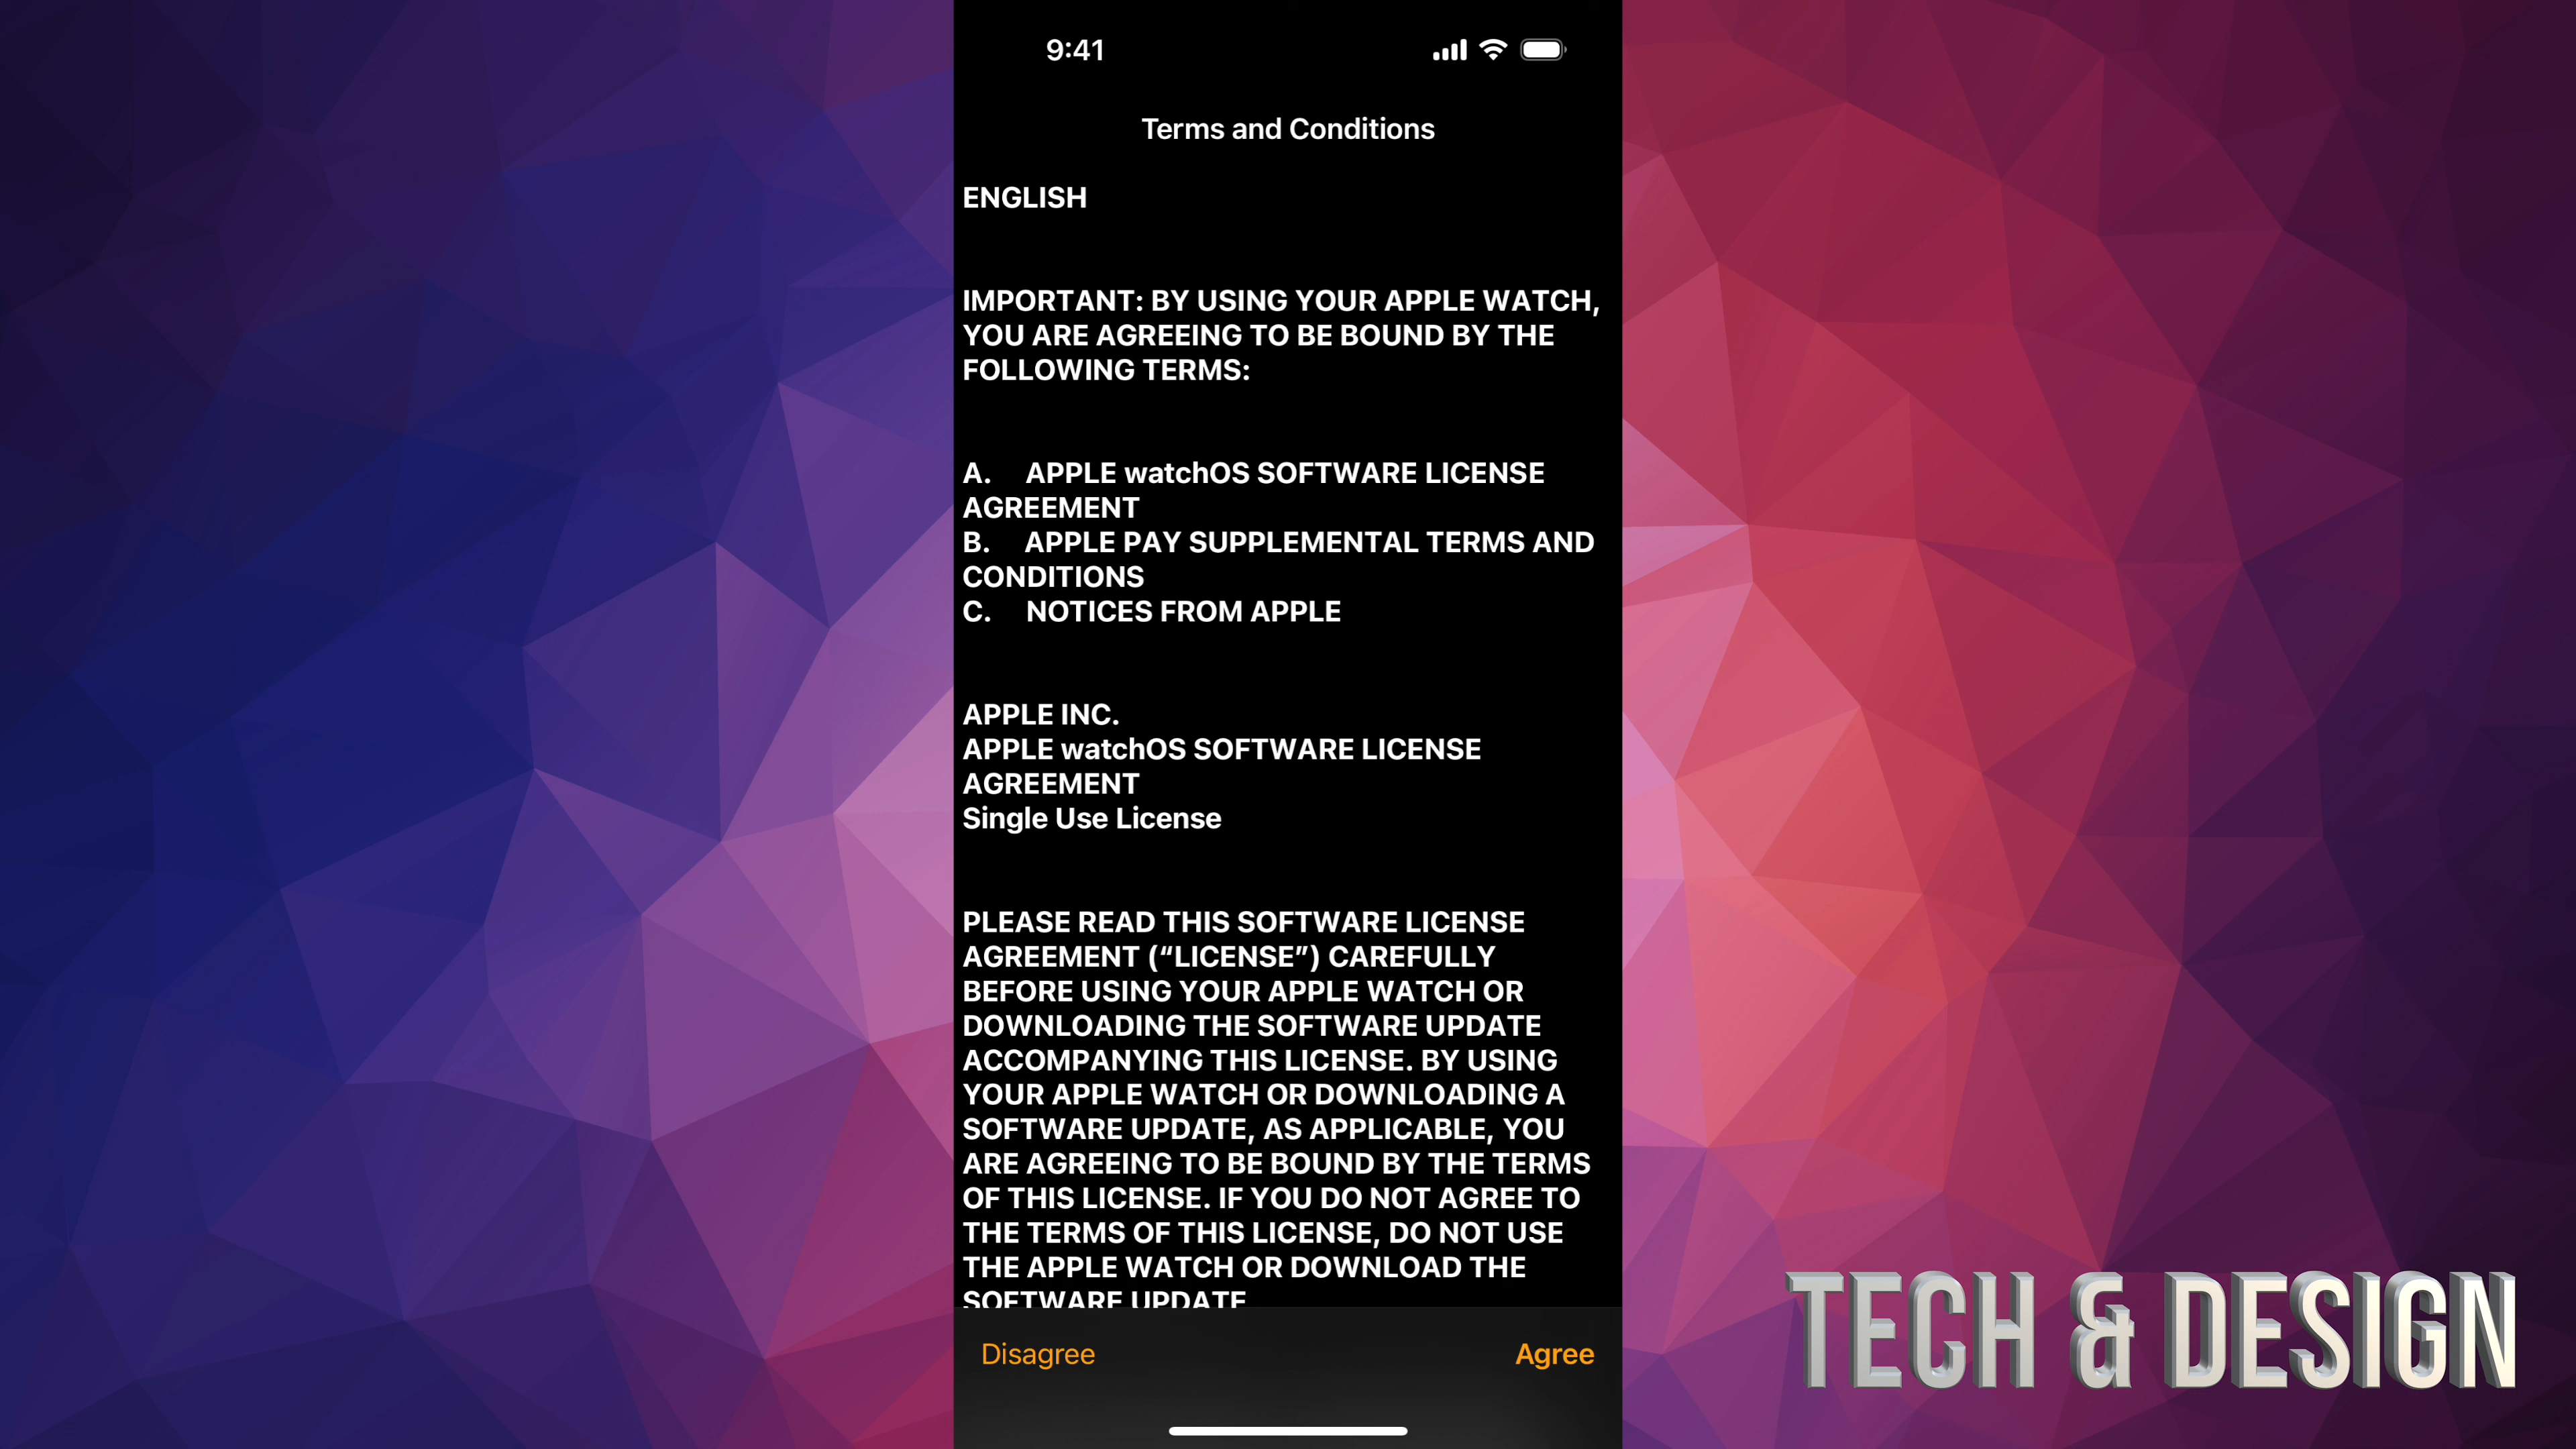 9:41
Terms and Conditions
ENGLISH
IMPORTANT: BY USING YOUR APPLE WATCH,
YOU ARE AGREEING TO BE BOUND BY THE
FOLLOWING TERMS:
A. APPLE watchOS SOFTWARE LICENSE
AGREEMENT
B. APPLE PAY SUPPLEMENTAL TERMS AND
CONDITIONS
C. NOTICES FROM APPLE
APPLE INC.
APPLE watchOS SOFTWARE LICENSE
AGREEMENT
Single Use License
PLEASE READ THIS SOFTWARE LICENSE
AGREEMENT (“LICENSE”) CAREFULLY
BEFORE USING YOUR APPLE WATCH OR
DOWNLOADING THE SOFTWARE UPDATE
ACCOMPANYING THIS LICENSE. BY USING
YOUR APPLE WATCH OR DOWNLOADING A
SOFTWARE UPDATE, AS APPLICABLE, YOU
ARE AGREEING TO BE BOUND BY THE TERMS
OF THIS LICENSE. IF YOU DO NOT AGREE TO
THE TERMS OF THIS LICENSE, DO NOT USE
THE APPLE WATCH OR DOWNLOAD THE
SOFTWARE UPDATE
Disagree
Agree
TECH & DESIGN